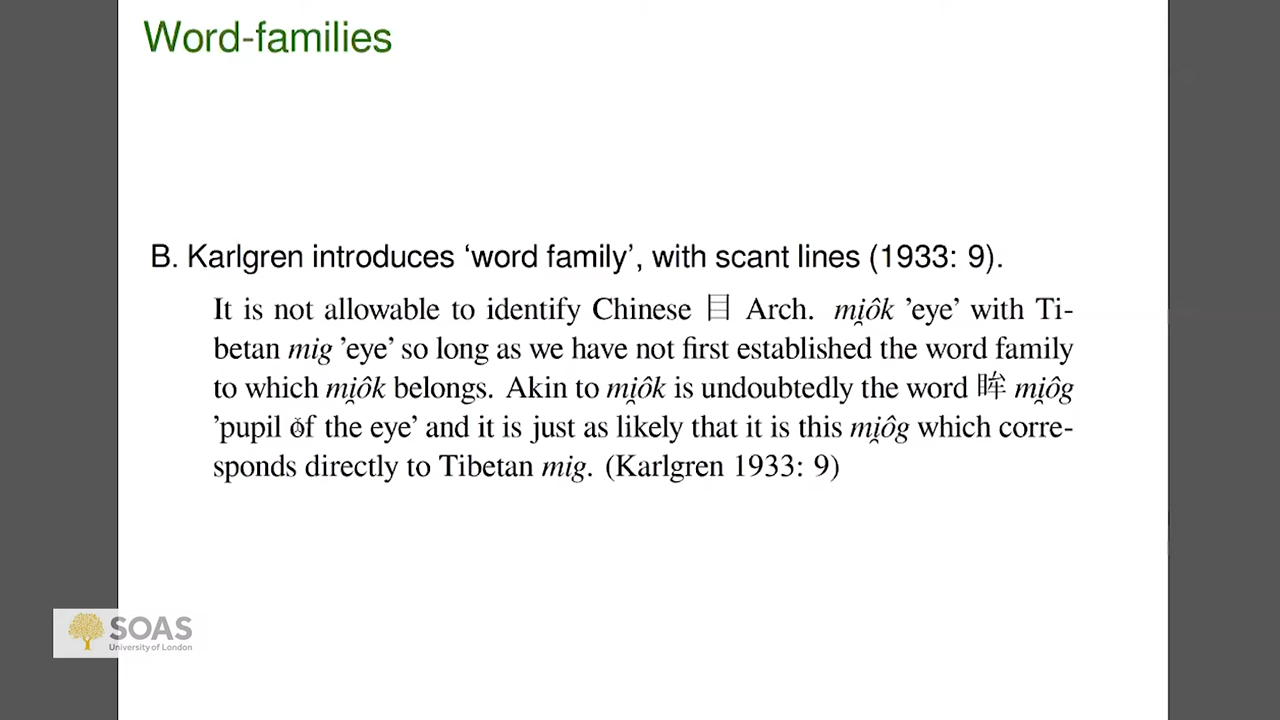 Word-families
B. Karlgren introduces ‘word family’, with scant lines (1933: 9).
It is not allowable to identify Chinese 目 Arch. mi̯ôk ’eye’ with Ti-
betan mig ’eye’ so long as we have not first established the word family
to which mi̯ôk belongs. Akin to mi̯ôk is undoubtedly the word 眸 mi̯ôg
’pupil of the eye’ and it is just as likely that it is this mi̯ôg which corre-
sponds directly to Tibetan mig. (Karlgren 1933: 9)
SOAS
University of London